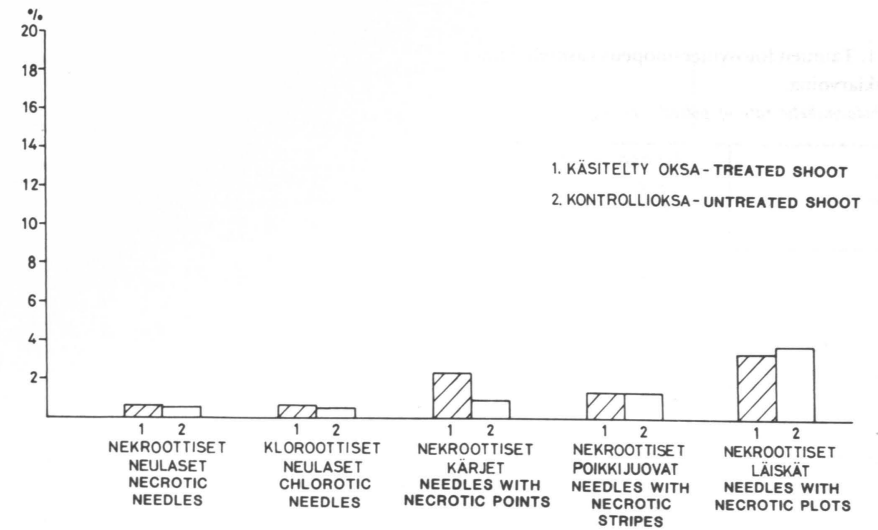 %
20
18
16
14
12
10
8
6
4
2
1. KÄSITELTY OKSA - TREATED SHOOT
2. KONTROLLIOKSA - UNTREATED SHOOT
1 2
NEKROOTTISET
NEULASET
NECROTIC
NEEDLES
1 2
KLOROOTTISET
NEULASET
CHLOROTIC
NEEDLES
1 2
NEKROOTTISET
KÄRJET
NEEDLES WITH
NECROTIC POINTS
1 2
NEKROOTTISET
POIKKIJUOVAT
NEEDLES WITH
NECROTIC
STRIPES
1 2
NEKROOTTISET
LÄISKÄT
NEEDLES WITH
NECROTIC PLOTS